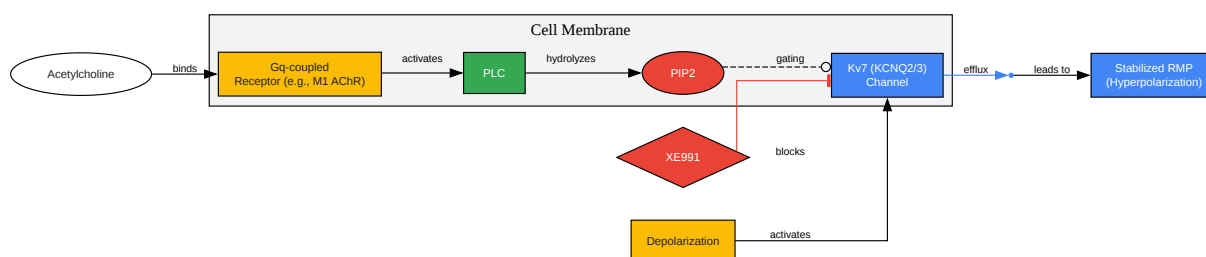 Cell Membrane
Acetylcholine
binds
Gq-coupled
Receptor (e.g., M1 AChR)
activates
PLC
hydrolyzes
PIP2
gating
Kv7 (KCNQ2/3)
Channel
efflux
leads to
Stabilized RMP
(Hyperpolarization)
XE991
blocks
Depolarization
activates